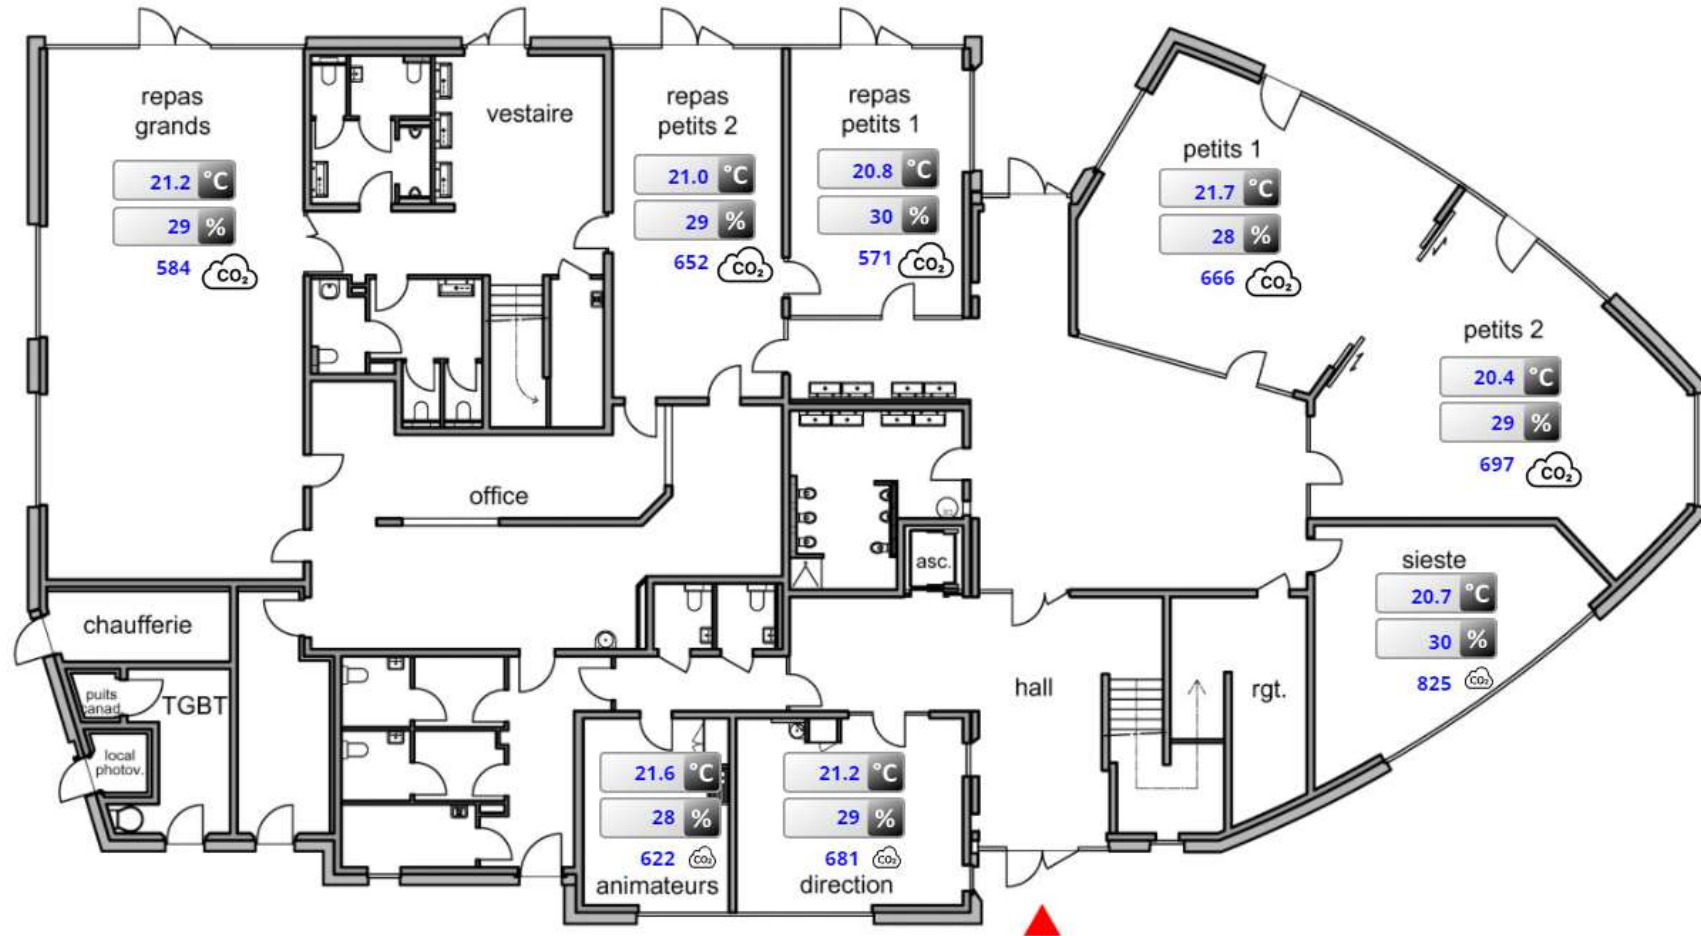 repas
grands
21.2 °C
29 %
584 CO₂
vestaire
repas
petits 2
21.0 °C
29 %
652 CO₂
repas
petits 1
20.8 °C
30 %
571 CO₂
petits 1
21.7 °C
28 %
666 CO₂
petits 2
20.4 °C
29 %
697 CO₂
office
asc.
sieste
20.7 °C
30 %
825 CO₂
chaufferie
puits
canad.
TGBT
local
photov.
hall
rgt.
21.6 °C
28 %
622 CO₂
animateurs
21.2 °C
29 %
681 CO₂
direction